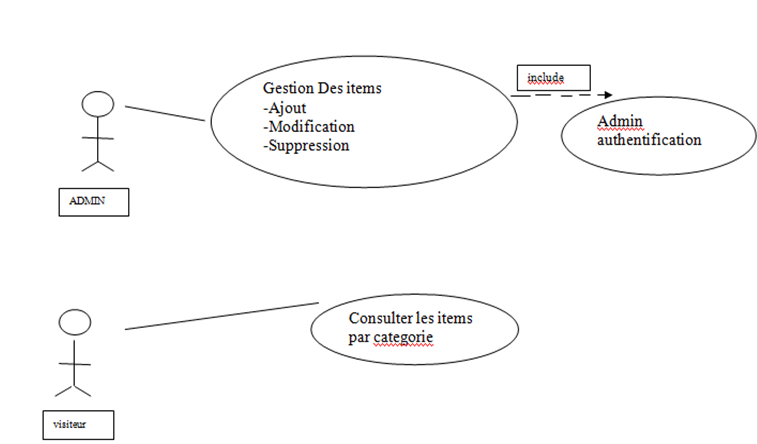 include
Gestion Des items
-Ajout
-Modification
-Suppression
Admin
authentification
ADMIN
Consulter les items
par categorie
visiteur